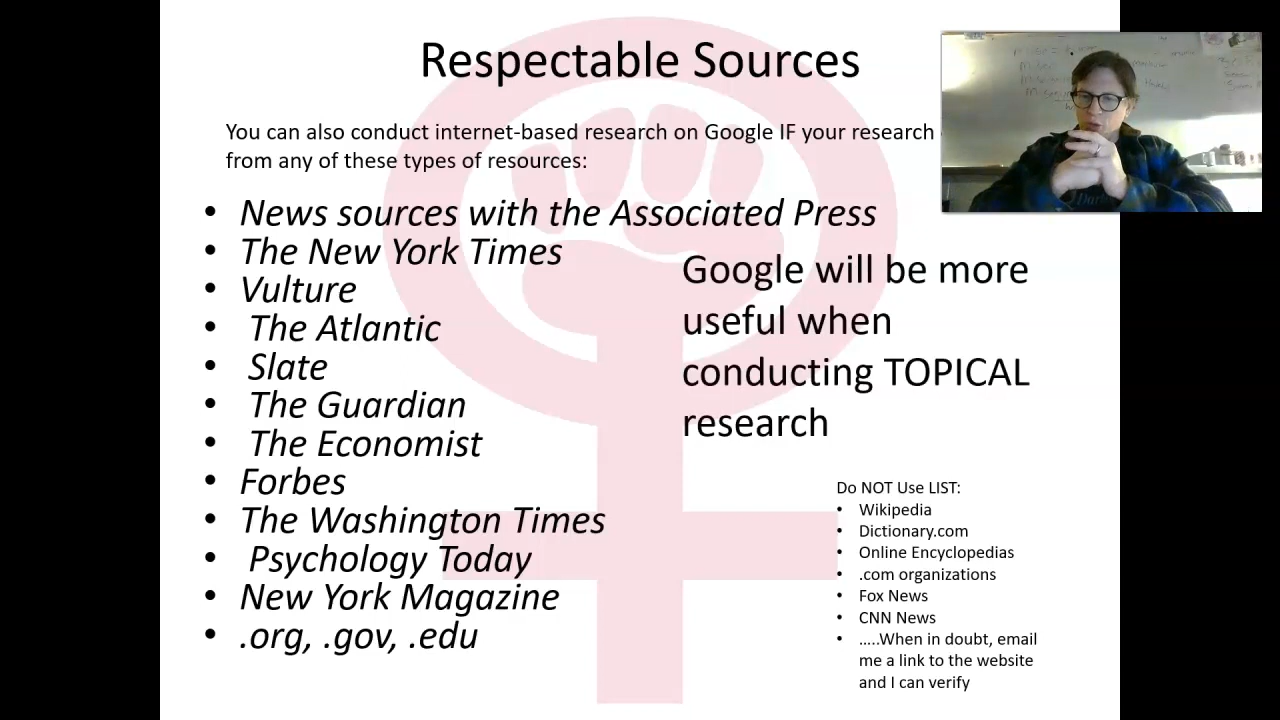 Respectable Sources
You can also conduct internet-based research on Google IF your research
from any of these types of resources:
• News sources with the Associated Press
• The New York Times
• Vulture
• The Atlantic
• Slate
• The Guardian
• The Economist
• Forbes
• The Washington Times
• Psychology Today
• New York Magazine
• .org, .gov, .edu
Google will be more
useful when
conducting TOPICAL
research
Do NOT Use LIST:
• Wikipedia
• Dictionary.com
• Online Encyclopedias
• .com organizations
• Fox News
• CNN News
• .....When in doubt, email
me a link to the website
and I can verify